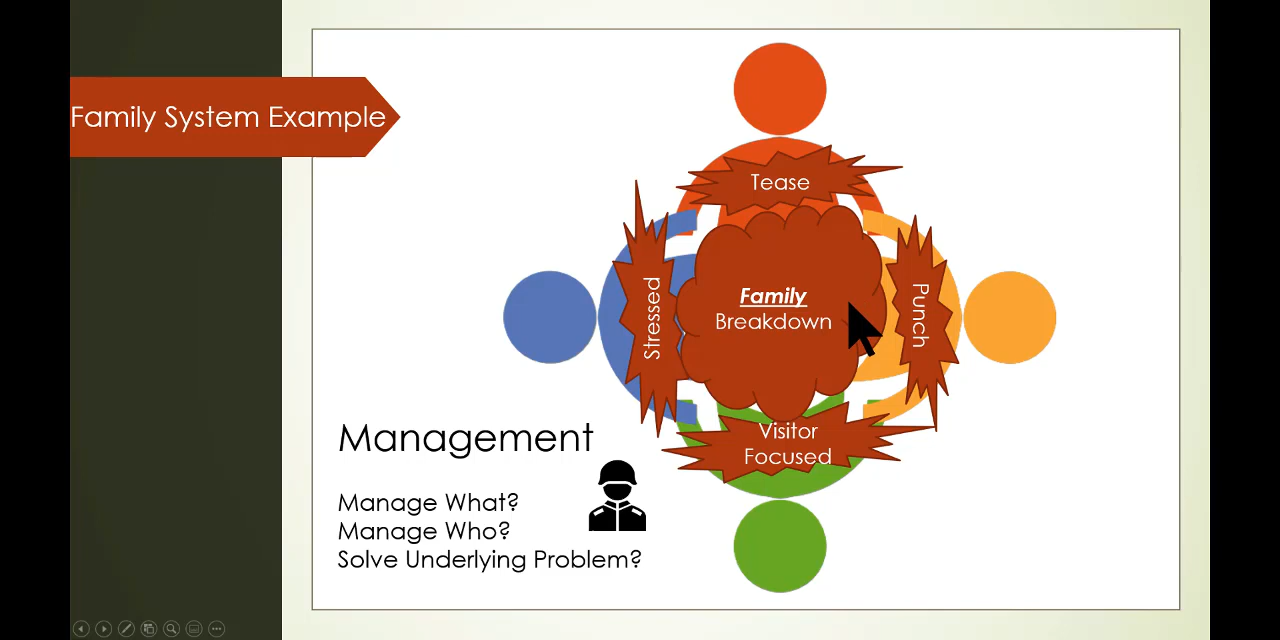 Family System Example
Tease
Stressed
Family
Breakdown
Punch
Visitor
Focused
Management
Manage What?
Manage Who?
Solve Underlying Problem?